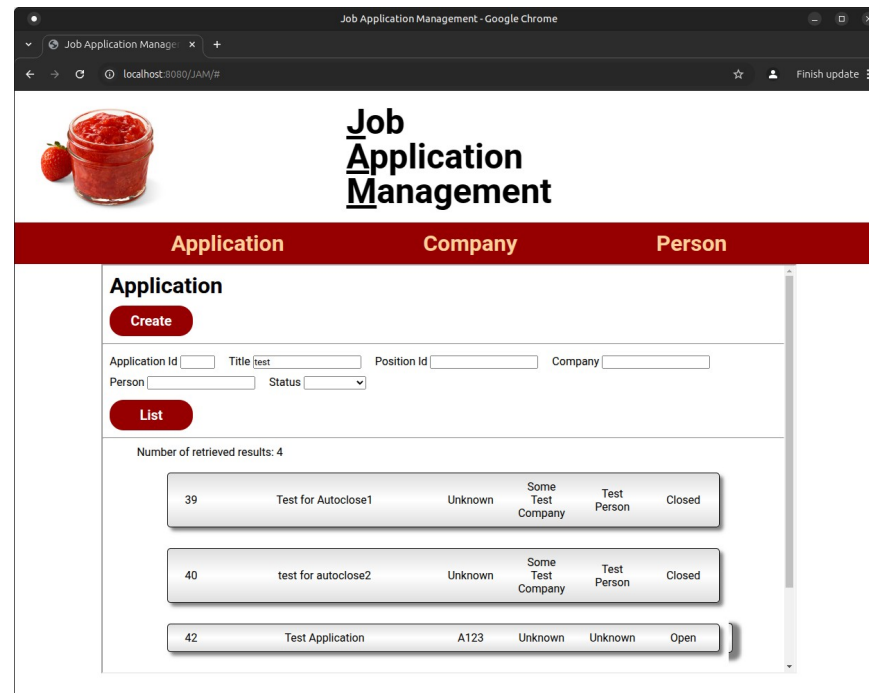 Job Application Management - Google Chrome
Job Application Manage
localhost:8080/JAM/#
Finish update
Job
Application
Management
Application Company Person
Application
Create
Application Id Title test Position Id Company
Person Status
List
Number of retrieved results: 4
39 Test for Autoclose1 Unknown Some Test Company Test Person Closed
40 test for autoclose2 Unknown Some Test Company Test Person Closed
42 Test Application A123 Unknown Unknown Open